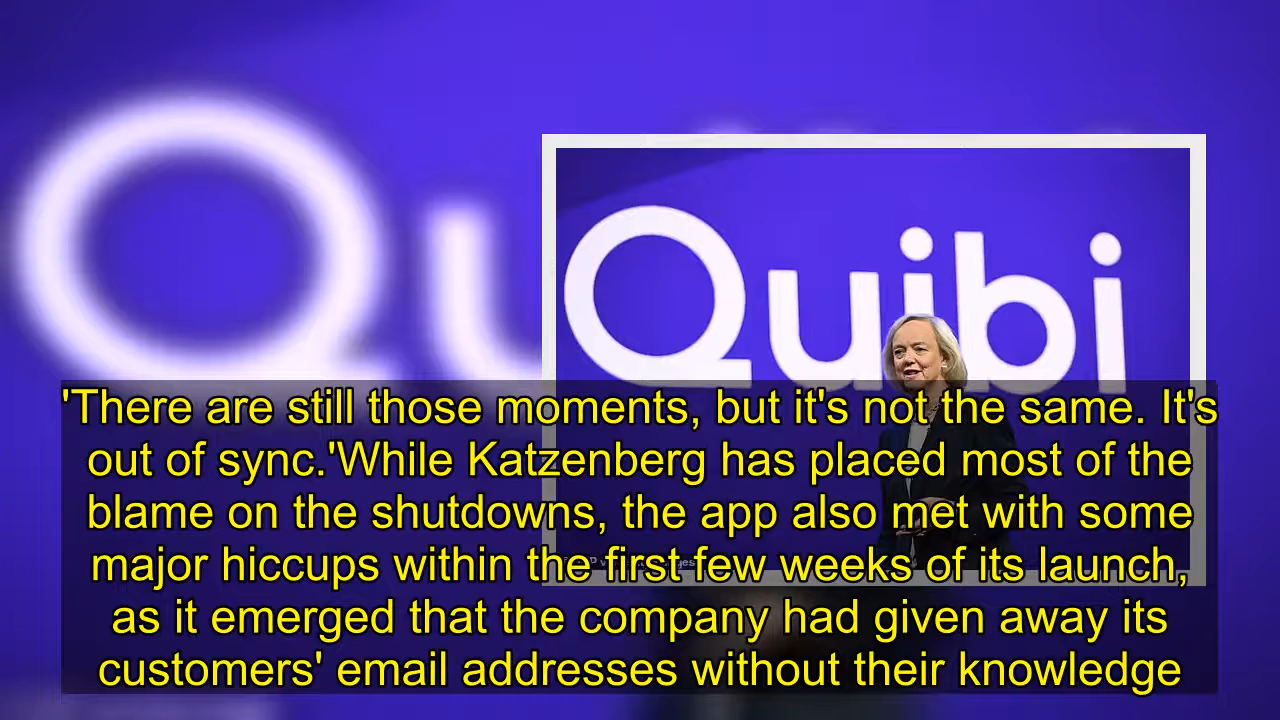 Qu
Quibi
'There are still those moments, but it's not the same. It's
out of sync.'While Katzenberg has placed most of the
blame on the shutdowns, the app also met with some
major hiccups within the first few weeks of its launch,
as it emerged that the company had given away its
customers' email addresses without their knowledge